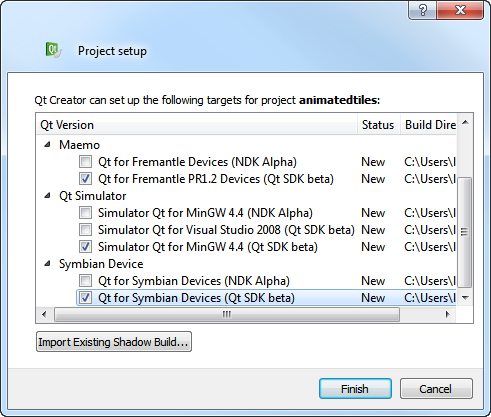 Qt
Project setup
Qt Creator can set up the following targets for project animatedtiles:
Qt Version Status Build Dire
Maemo
Qt for Fremantle Devices (NDK Alpha) New C:\Users\l
Qt for Fremantle PR1.2 Devices (Qt SDK beta) New C:\Users\l
Qt Simulator
Simulator Qt for MinGW 4.4 (NDK Alpha) New C:\Users\l
Simulator Qt for Visual Studio 2008 (Qt SDK beta) New C:\Users\l
Simulator Qt for MinGW 4.4 (Qt SDK beta) New C:\Users\l
Symbian Device
Qt for Symbian Devices (NDK Alpha) New C:\Users\l
Qt for Symbian Devices (Qt SDK beta) New C:\Users\l
Import Existing Shadow Build...
Finish Cancel